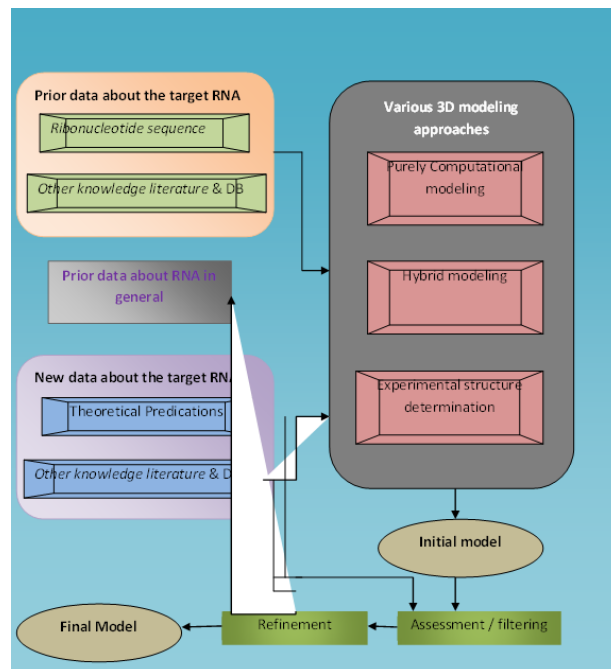 Prior data about the target RNA
Ribonucleotide sequence
Other knowledge literature & DB
Prior data about RNA in
general
New data about the target RN
Theoretical Predications
Other knowledge literature & D
Various 3D modeling
approaches
Purely Computational
modeling
Hybrid modeling
Experimental structure
determination
Initial model
Assessment / filtering
Refinement
Final Model